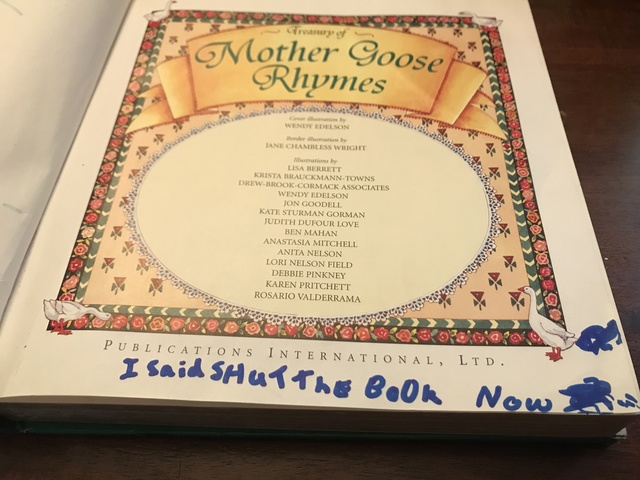 Treasury of
Mother Goose
Rhymes
Cover illustration by
WENDY EDELSON
Border illustration by
JANE CHAMBLESS WRIGHT
Illustrations by
LISA BERRETT
KRISTA BRAUCKMANN-TOWNS
DREW-BROOK-CORMACK ASSOCIATES
WENDY EDELSON
JON GOODELL
KATE STURMAN GORMAN
JUDITH DUFOUR LOVE
BEN MAHAN
ANASTASIA MITCHELL
ANITA NELSON
LORI NELSON FIELD
DEBBIE PINKNEY
KAREN PRITCHETT
ROSARIO VALDERRAMA
PUBLICATIONS INTERNATIONAL, LTD.
I said SHuT The BoOk Now